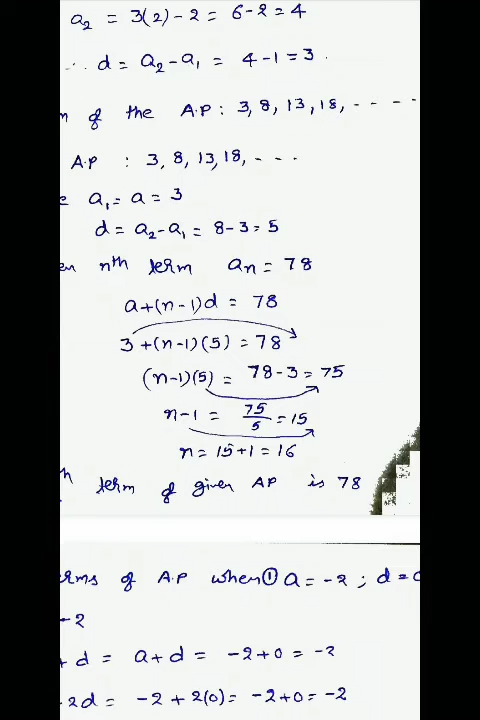 a₂ = 3(2)-2 = 6-2 = 4
∴ d = a₂-a₁ = 4-1 = 3.
of the A.P : 3, 8, 13, 18, - - - - -
A.P : 3, 8, 13, 18, - - -
a₁ = a = 3
d = a₂-a₁ = 8-3 = 5
nth term an = 78
a+(n-1)d = 78
3+(n-1)(5) = 78
(n-1)(5) = 78-3 = 75
n-1 = 75/5 = 15
n = 15+1 = 16
term of given AP is 78
of A.P when ① a = -2 ; d = 0
-2
+d = a+d = -2+0 = -2
2d = -2+2(0) = -2+0 = -2